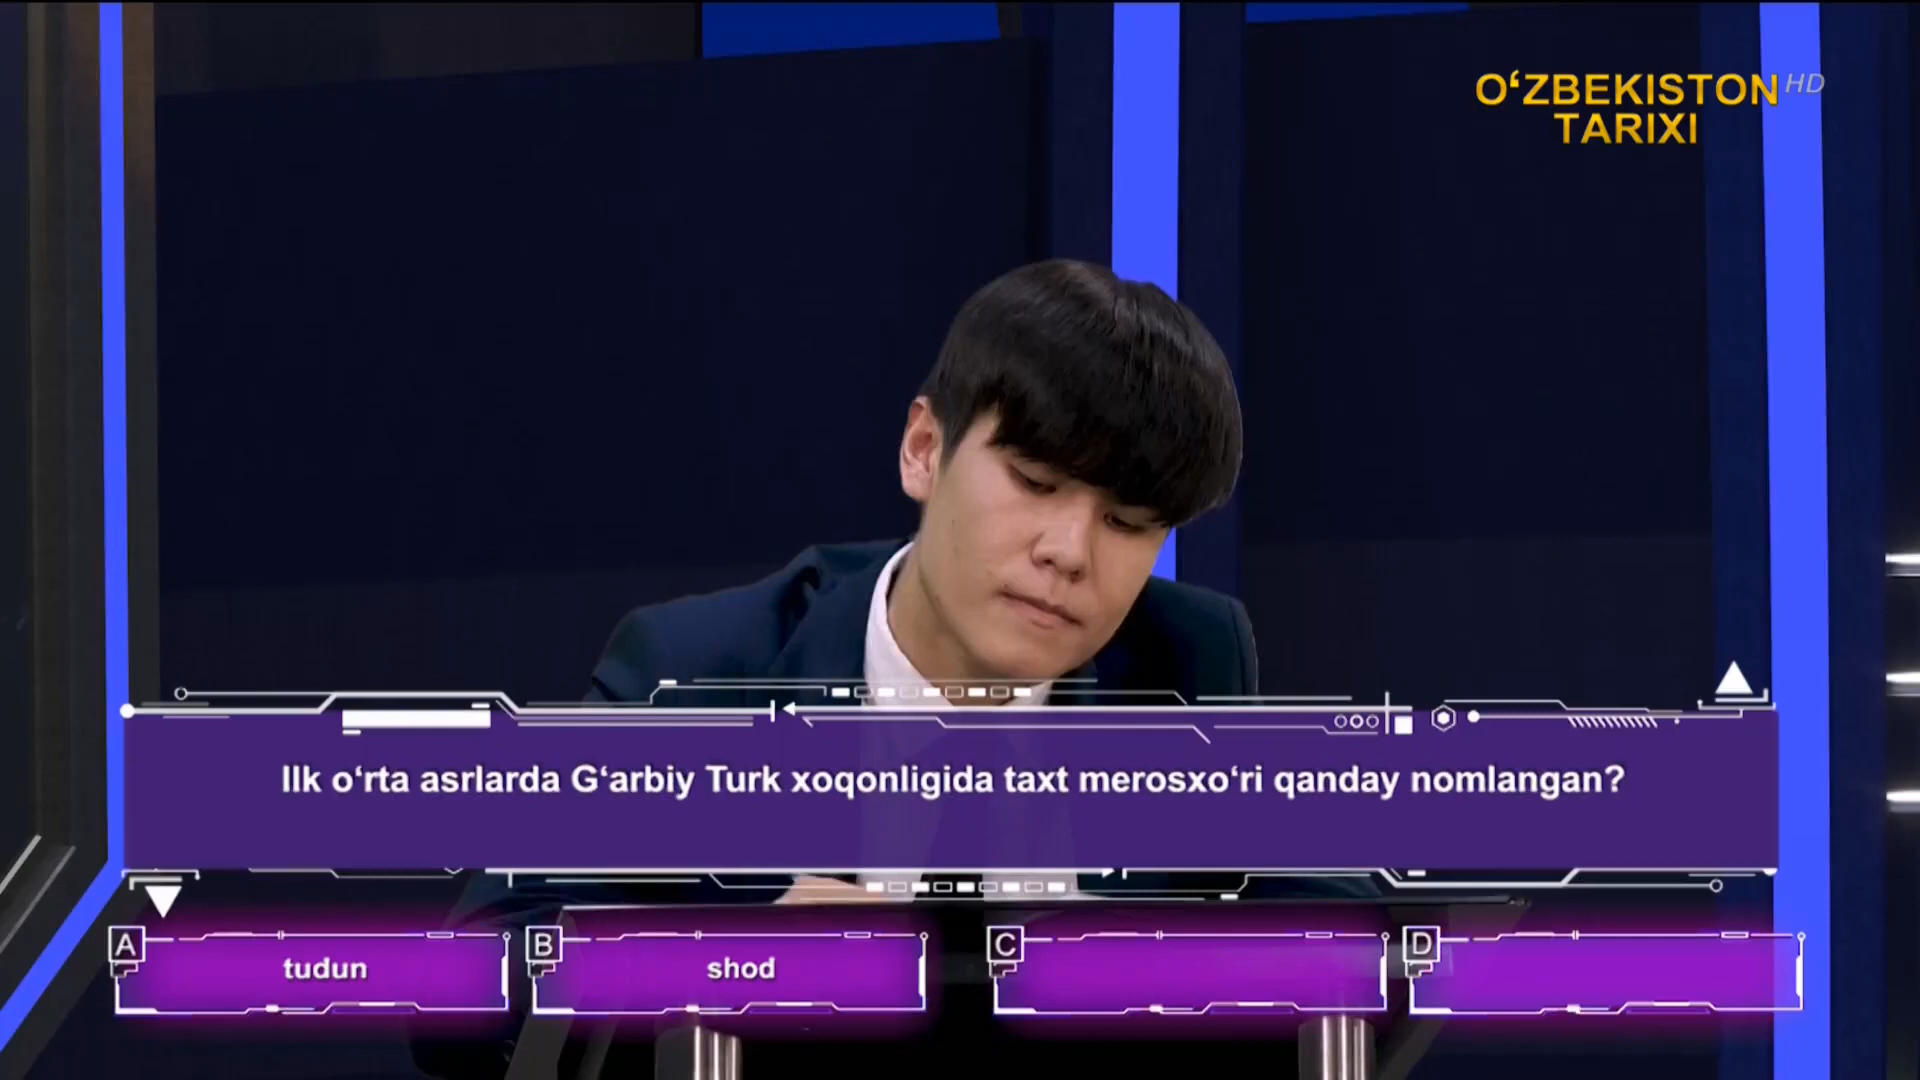 O‘ZBEKISTON HD
TARIXI
Ilk o‘rta asrlarda G‘arbiy Turk xoqonligida taxt merosxo‘ri qanday nomlangan?
A tudun
B shod
C
D